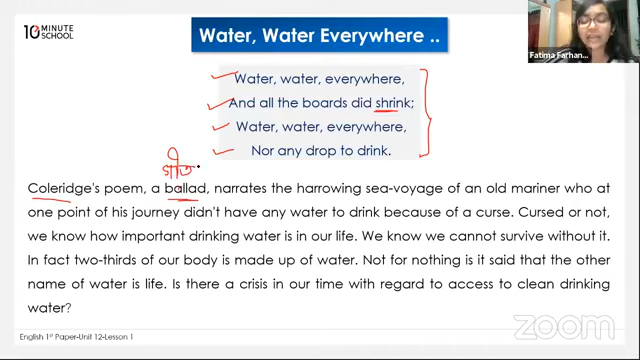 10 MINUTE SCHOOL
Water, Water Everywhere ..
Fatima Farhan...
Water, water, everywhere,
And all the boards did shrink;
Water, water, everywhere,
Nor any drop to drink.
Coleridge's poem, a ballad, narrates the harrowing sea-voyage of an old mariner who at
one point of his journey didn't have any water to drink because of a curse. Cursed or not,
we know how important drinking water is in our life. We know we cannot survive without it.
In fact two-thirds of our body is made up of water. Not for nothing is it said that the other
name of water is life. Is there a crisis in our time with regard to access to clean drinking
water?
English 1st Paper-Unit 12-Lesson 1
zoom